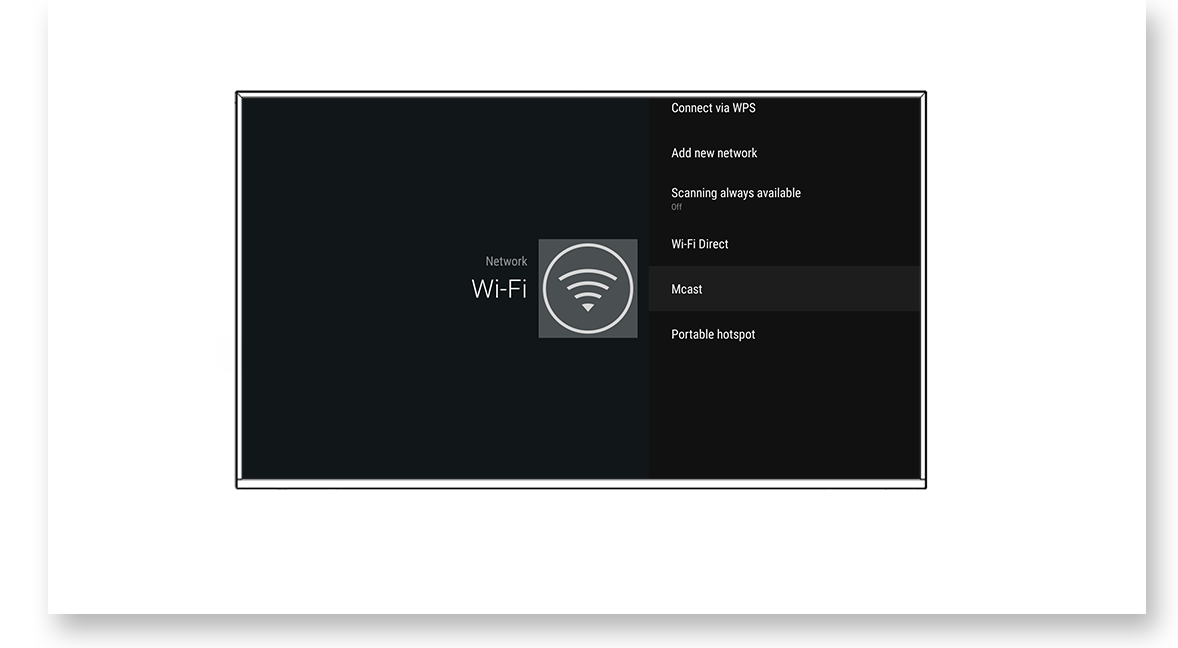 Network
Wi-Fi
Connect via WPS
Add new network
Scanning always available
Off
Wi-Fi Direct
Mcast
Portable hotspot